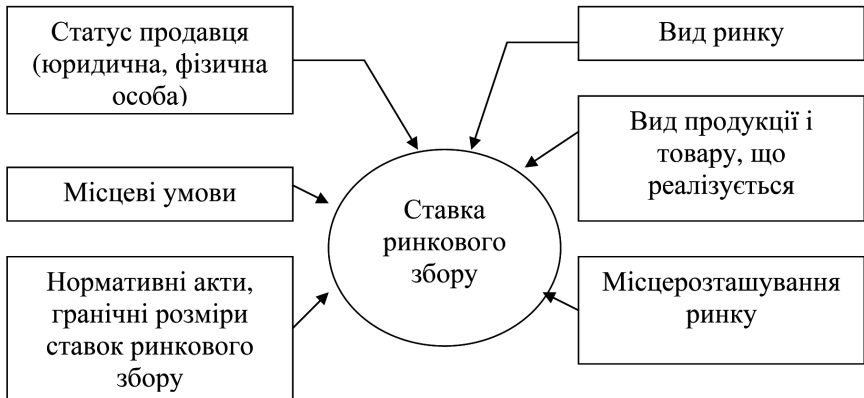 Статус продавця
(юридична, фізична
особа)
Вид ринку
Вид продукції і
товару, що
реалізується
Місцеві умови
Ставка
ринкового
збору
Нормативні акти,
гранічні розміри
ставок ринкового
збору
Місцерозташування
ринку